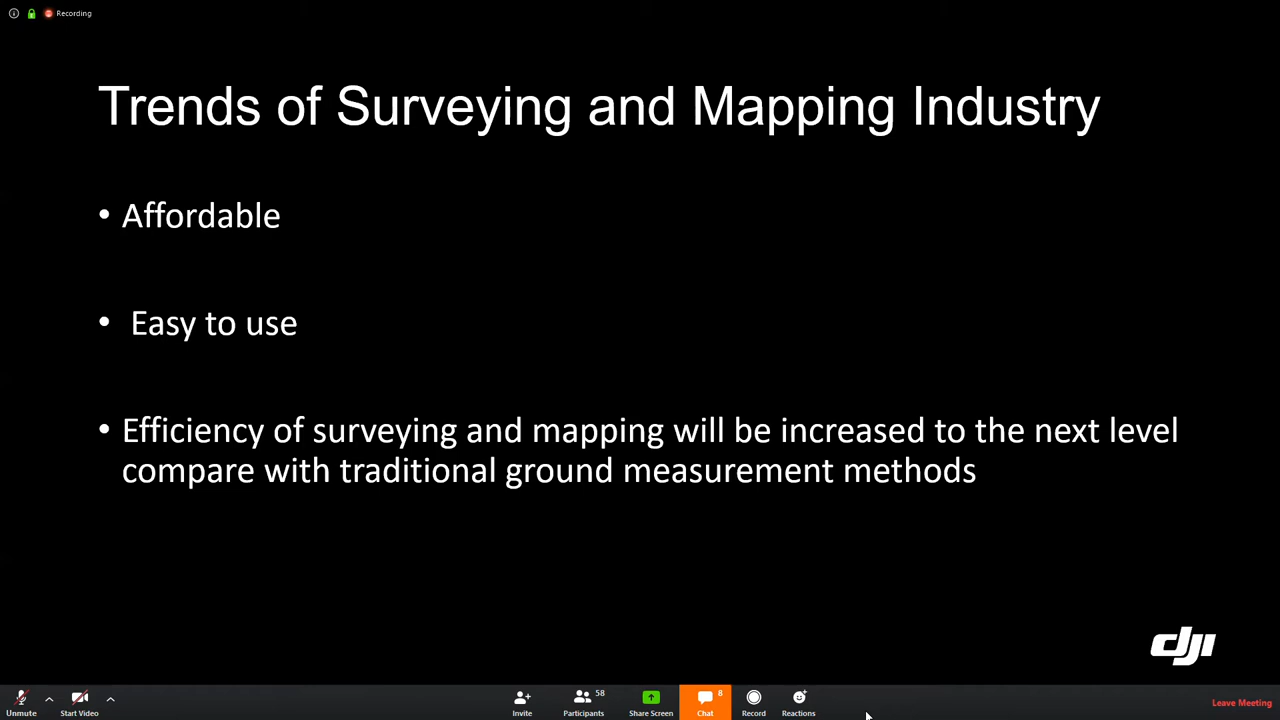 Recording
Trends of Surveying and Mapping Industry
• Affordable
• Easy to use
• Efficiency of surveying and mapping will be increased to the next level
compare with traditional ground measurement methods
dji
58
8
Unmute Start Video Invite Participants Share Screen Chat Record Reactions Leave Meeting